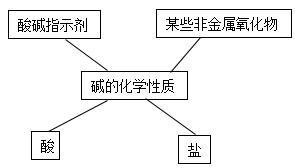 酸碱指示剂
某些非金属氧化物
碱的化学性质
酸
盐